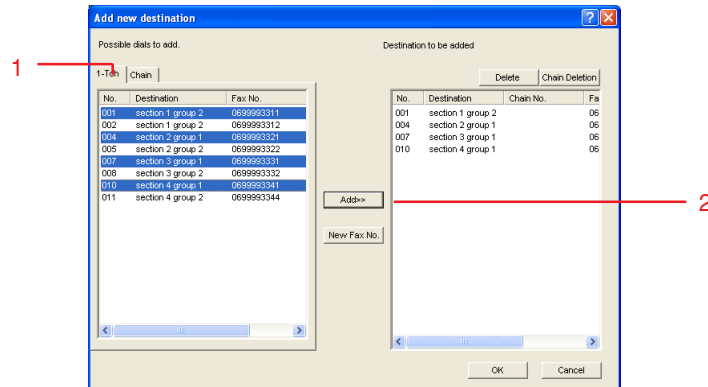 Add new destination
Possible dials to add.
Destination to be added
1
1-Toh Chain
Delete Chain Deletion
No. Destination Fax No.
001 section 1 group 2 0699993311
002 section 1 group 2 0699993312
004 section 2 group 1 0699993321
005 section 2 group 2 0699993322
007 section 3 group 1 0699993331
008 section 3 group 2 0699993332
010 section 4 group 1 0699993341
011 section 4 group 2 0699993344
No. Destination Chain No. Fa
001 section 1 group 2 06
004 section 2 group 1 06
007 section 3 group 1 06
010 section 4 group 1 06
Add>>
2
New Fax No.
OK Cancel